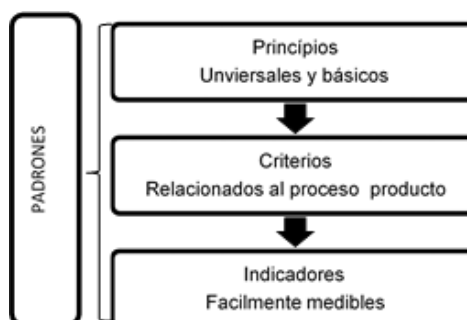 PADRONES
Princípios
Unviersales y básicos
Criterios
Relacionados al proceso producto
Indicadores
Facilmente medibles